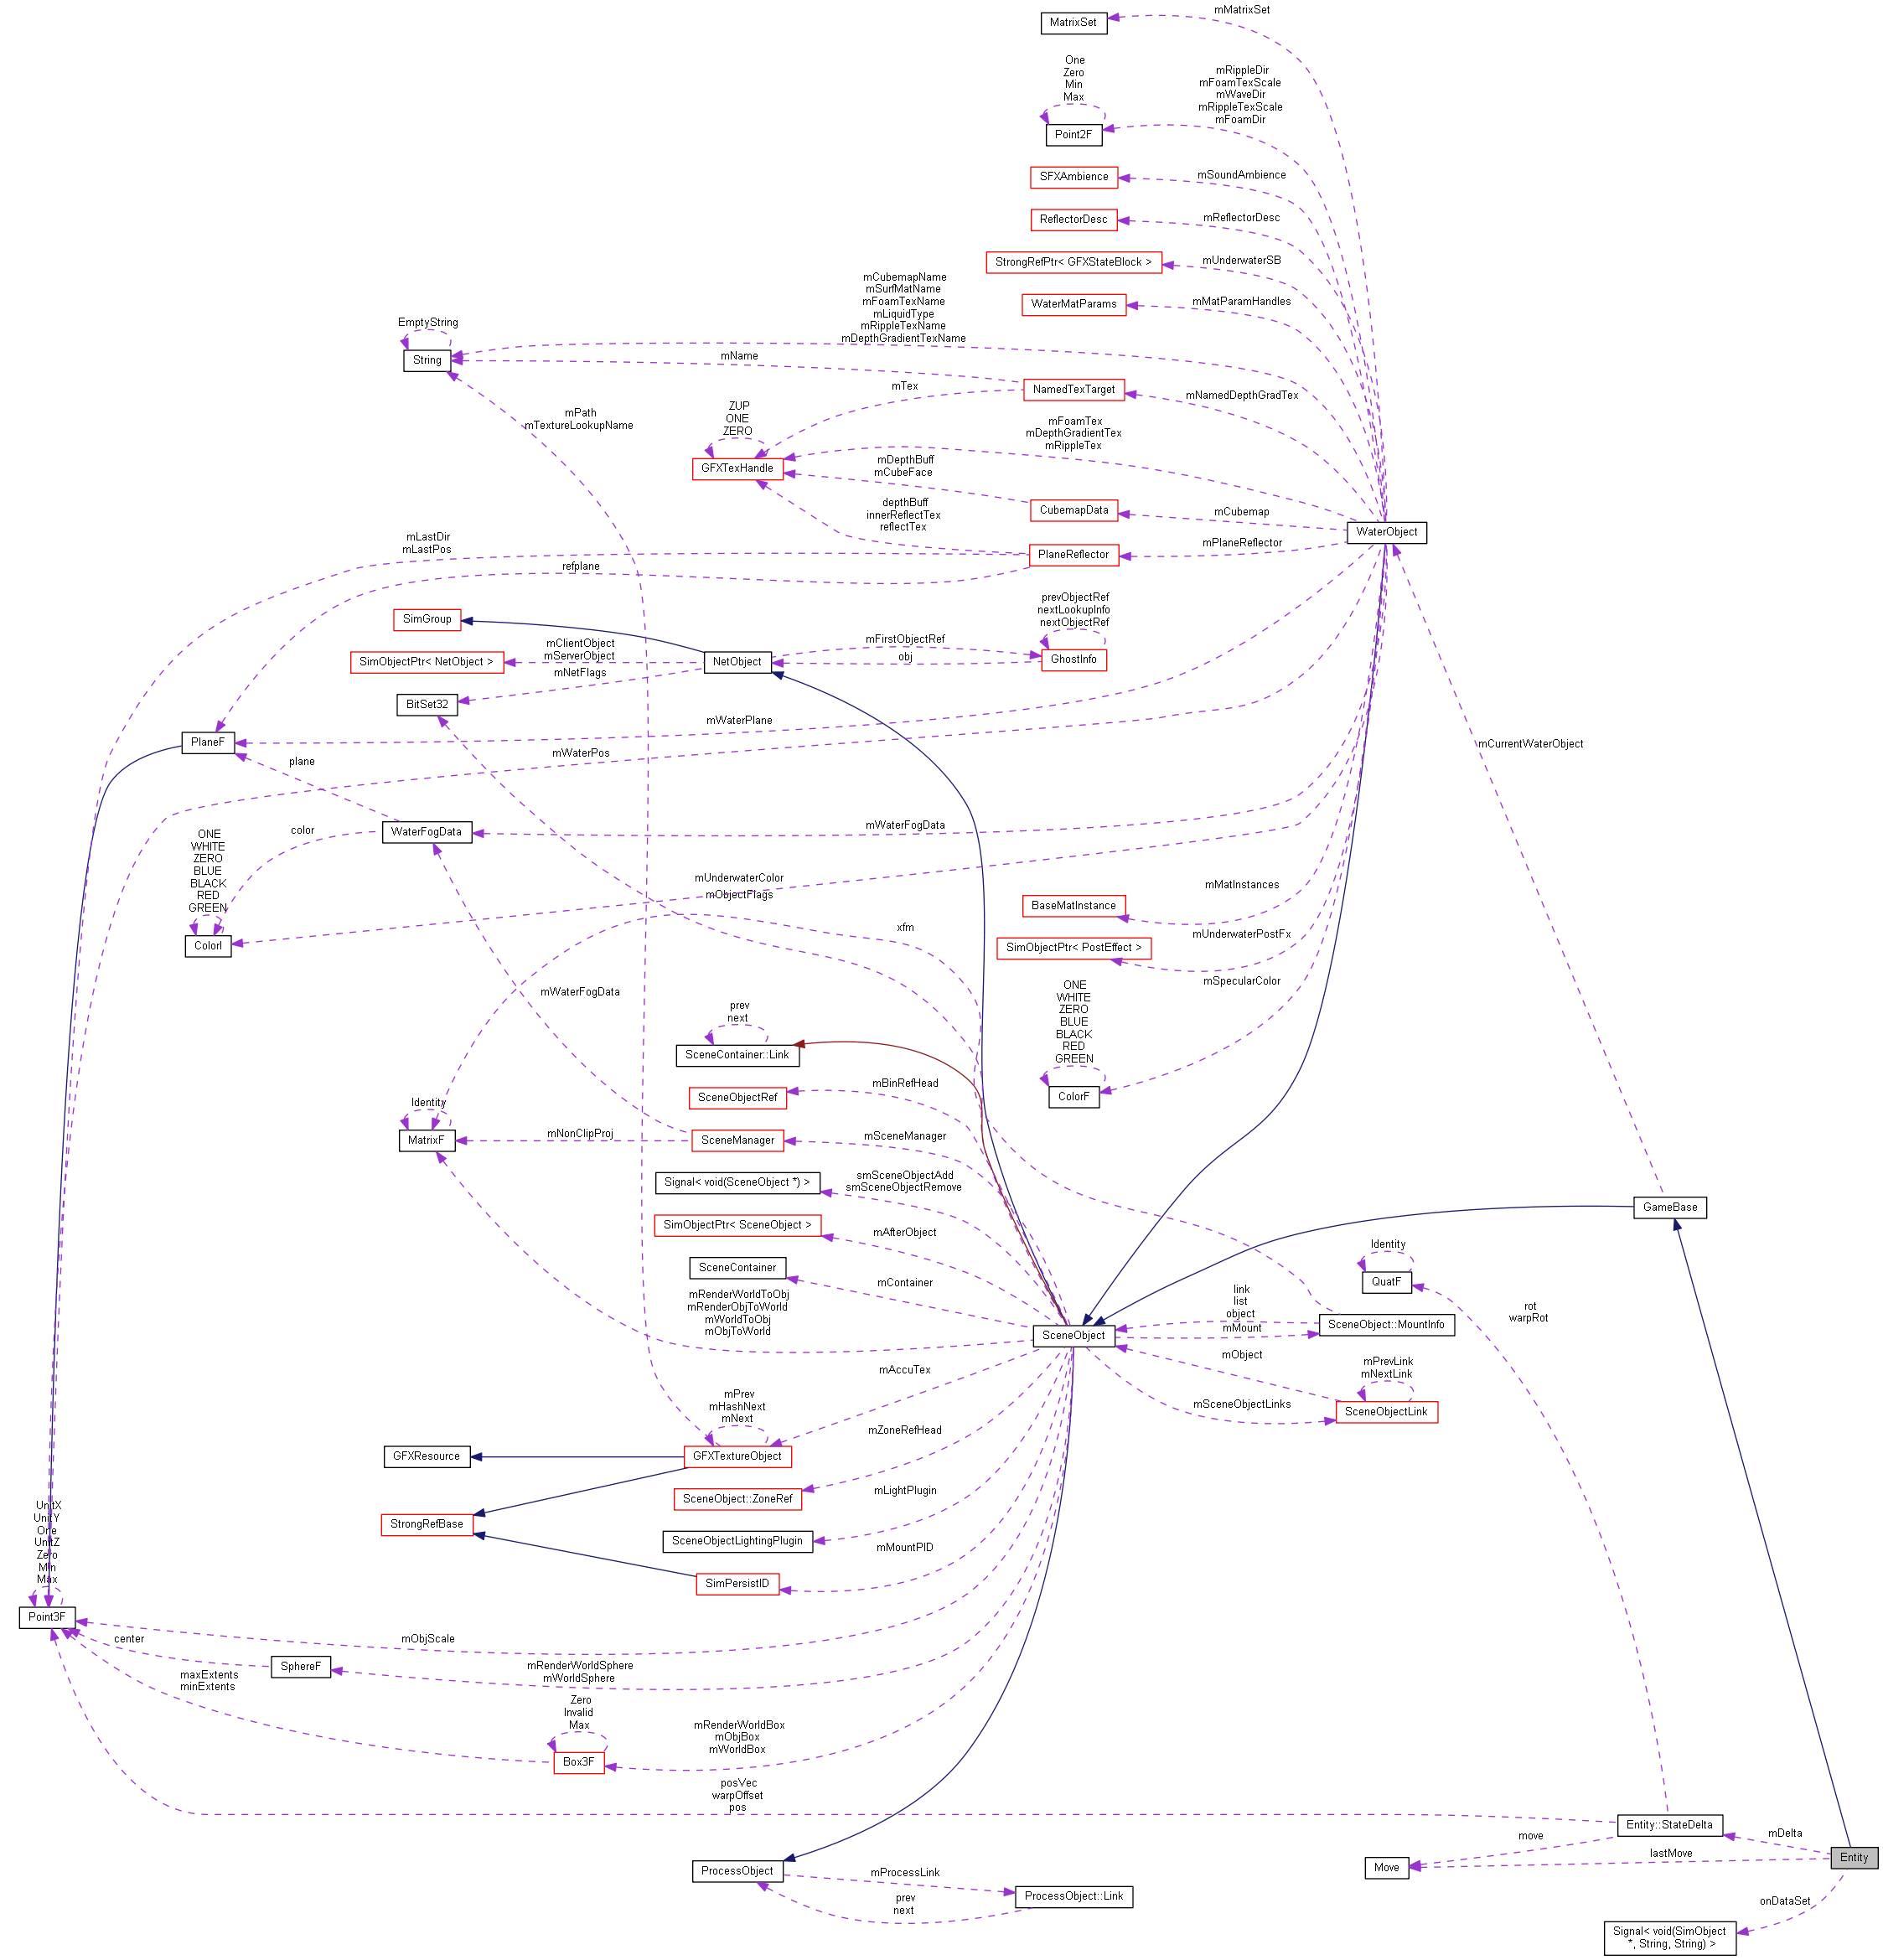 mMatrixSet
MatrixSet
One
Zero
Min
Max
Point2F
mRippleDir
mFoamTexScale
mWaveDir
mRippleTexScale
mFoamDir
SFXAmbience
mSoundAmbience
ReflectorDesc
mReflectorDesc
StrongRefPtr< GFXStateBlock >
mUnderwaterSB
WaterMatParams
mMatParamHandles
mCubemapName
mSurfMatName
mFoamTexName
mLiquidType
mRippleTexName
mDepthGradientTexName
EmptyString
String
mName
NamedTexTarget
mNamedDepthGradTex
mTex
mPath
mTextureLookupName
ZUP
ONE
ZERO
GFXTexHandle
mFoamTex
mDepthGradientTex
mRippleTex
mDepthBuff
mCubeFace
CubemapData
mCubemap
depthBuff
innerReflectTex
reflectTex
WaterObject
PlaneReflector
mPlaneReflector
mLastDir
mLastPos
refplane
SimGroup
prevObjectRef
nextLookupInfo
nextObjectRef
GhostInfo
mFirstObjectRef
obj
NetObject
mClientObject
mServerObject
SimObjectPtr< NetObject >
mNetFlags
BitSet32
mWaterPlane
PlaneF
mWaterPos
plane
mCurrentWaterObject
WaterFogData
color
mWaterFogData
ONE
WHITE
ZERO
BLUE
BLACK
RED
GREEN
ColorI
mUnderwaterColor
mObjectFlags
xfm
BaseMatInstance
mMatInstances
SimObjectPtr< PostEffect >
mUnderwaterPostFx
mSpecularColor
ONE
WHITE
ZERO
BLUE
BLACK
RED
GREEN
ColorF
mWaterFogData
prev
next
SceneContainer::Link
SceneObjectRef
mBinRefHead
Identity
MatrixF
mNonClipProj
SceneManager
mSceneManager
Signal< void(SceneObject *) >
smSceneObjectAdd
smSceneObjectRemove
SimObjectPtr< SceneObject >
mAfterObject
SceneContainer
mContainer
mRenderWorldToObj
mRenderObjToWorld
mWorldToObj
mObjToWorld
GameBase
Identity
QuatF
rot
warpRot
link
list
object
mMount
SceneObject::MountInfo
SceneObject
mObject
mPrevLink
mNextLink
SceneObjectLink
mSceneObjectLinks
mAccuTex
mPrev
mHashNext
mNext
GFXTextureObject
GFXResource
mZoneRefHead
SceneObject::ZoneRef
StrongRefBase
mLightPlugin
SceneObjectLightingPlugin
mMountPID
SimPersistID
UnitX
UnitY
One
UnitZ
Zero
Min
Max
Point3F
mObjScale
center
SphereF
mRenderWorldSphere
mWorldSphere
maxExtents
minExtents
Zero
Invalid
Max
Box3F
mRenderWorldBox
mObjBox
mWorldBox
posVec
warpOffset
pos
Entity::StateDelta
mDelta
move
lastMove
Move
Entity
ProcessObject
mProcessLink
ProcessObject::Link
prev
next
onDataSet
Signal< void(SimObject
*, String, String) >